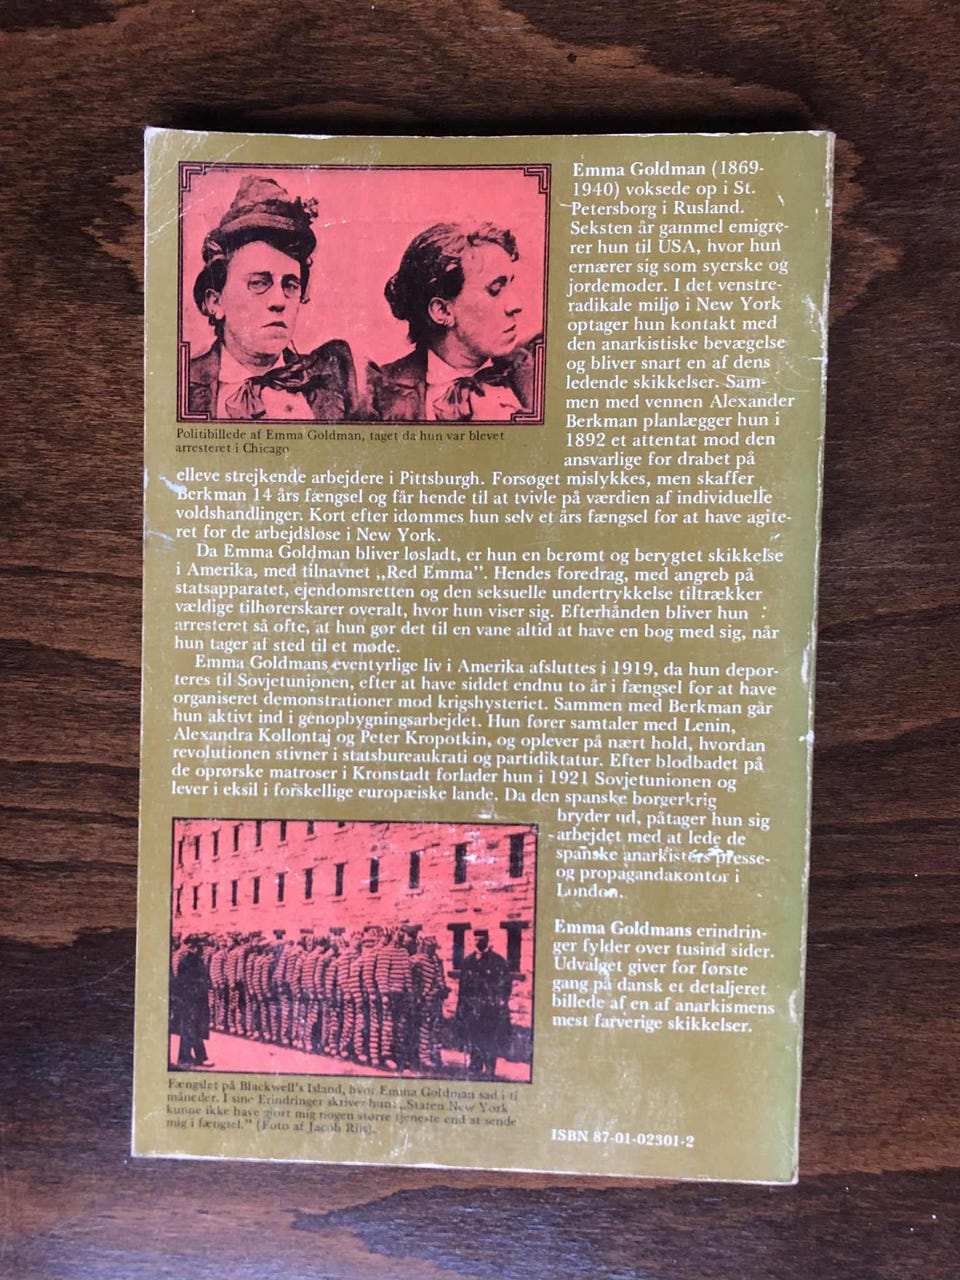 Emma Goldman (1869-
1940) voksede op i St.
Petersborg i Rusland.
Seksten år gammel emigre-
rer hun til USA, hvor hun
ernærer sig som syerske og
jordemoder. I det venstre-
radikale miljø i New York
optager hun kontakt med
den anarkistiske bevægelse
og bliver snart en af dens
ledende skikkelser. Sam-
men med vennen Alexander
Berkman planlægger hun i
1892 et attentat mod den
ansvarlige for drabet på
elleve strejkende arbejdere i Pittsburgh. Forsøget mislykkes, men skaffer
Berkman 14 års fængsel og får hende til at tvivle på værdien af individuelle
voldshandlinger. Kort efter idømmes hun selv et års fængsel for at have agite-
ret for de arbejdsløse i New York.
Da Emma Goldman bliver løsladt, er hun en berømt og berygtet skikkelse
i Amerika, med tilnavnet „Red Emma”. Hendes foredrag, med angreb på
statsapparatet, ejendomsretten og den seksuelle undertrykkelse tiltrækker
vældige tilhørerskarer overalt, hvor hun viser sig. Efterhånden bliver hun
arresteret så ofte, at hun gør det til en vane altid at have en bog med sig, når
hun tager af sted til et møde.
Emma Goldmans eventyrlige liv i Amerika afsluttes i 1919, da hun depor-
teres til Sovjetunionen, efter at have siddet endnu to år i fængsel for at have
organiseret demonstrationer mod krigshysteriet. Sammen med Berkman går
hun aktivt ind i genopbygningsarbejdet. Hun fører samtaler med Lenin,
Alexandra Kollontaj og Peter Kropotkin, og oplever på nært hold, hvordan
revolutionen stivner i statsbureaukrati og partidiktatur. Efter blodbadet på
de oprørske matroser i Kronstadt forlader hun i 1921 Sovjetunionen og
lever i eksil i forskellige europæiske lande. Da den spanske borgerkrig
bryder ud, påtager hun sig
arbejdet med at lede de
spanske anarkisters presse-
og propagandakontor i
London.
Emma Goldmans erindrin-
ger fylder over tusind sider.
Udvalget giver for første
gang på dansk et detaljeret
billede af en af anarkismens
mest farverige skikkelser.
Politibillede af Emma Goldman, taget da hun var blevet
arresteret i Chicago
Fængslet på Blackwell's Island, hvor Emma Goldman sad i ti
måneder. I sine Erindringer skriver hun: „Staten New York
kunne ikke have gjort mig nogen større tjeneste end at sende
mig i fængsel.” (Foto af Jacob Riis).
ISBN 87-01-02301-2